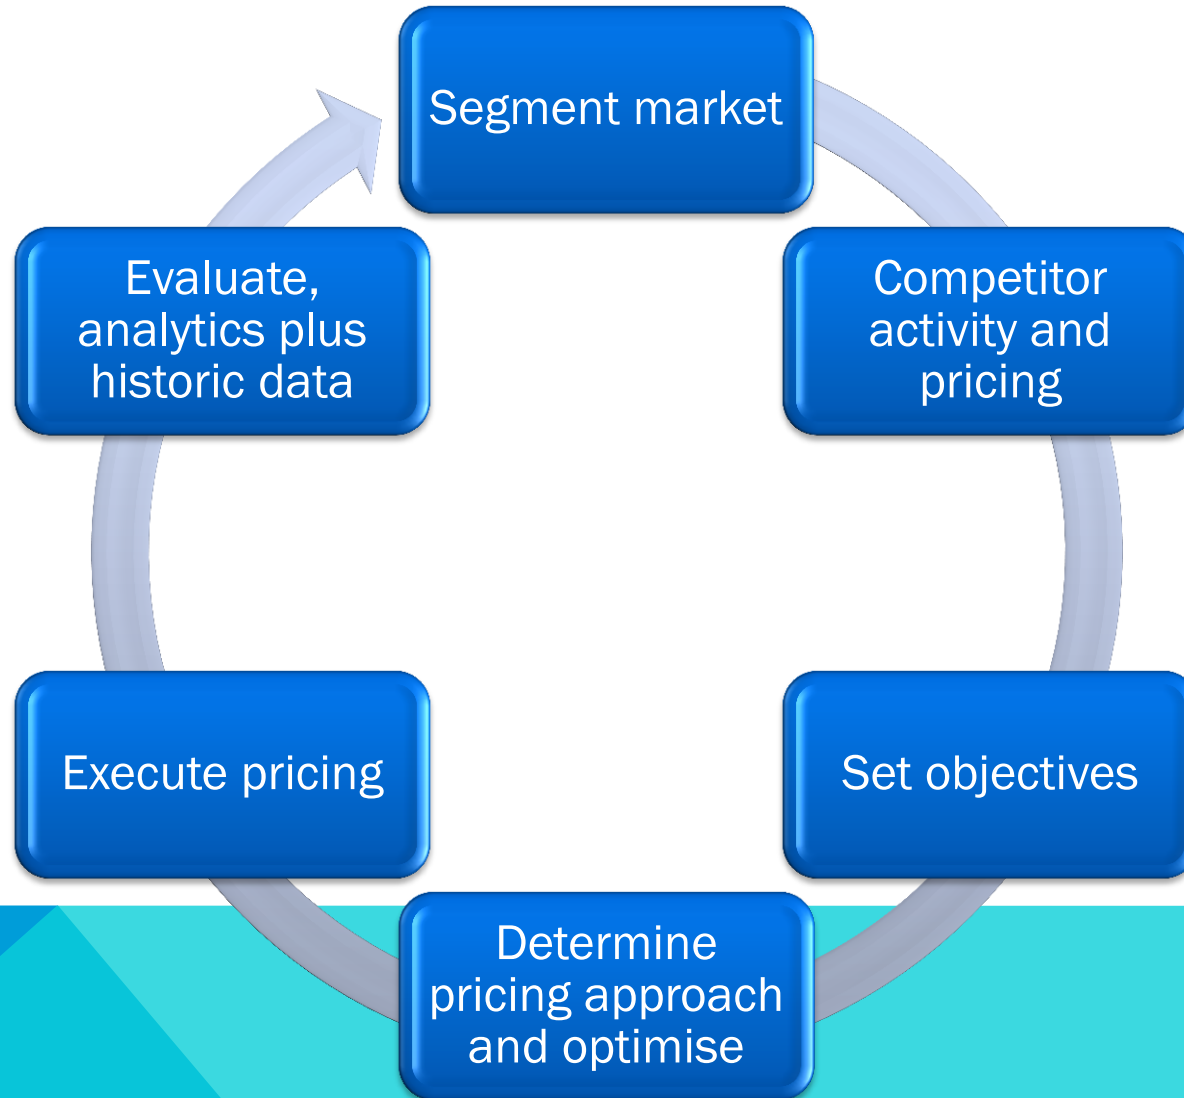 Segment market
Competitor
activity and
pricing
Set objectives
Determine
pricing approach
and optimise
Execute pricing
Evaluate,
analytics plus
historic data